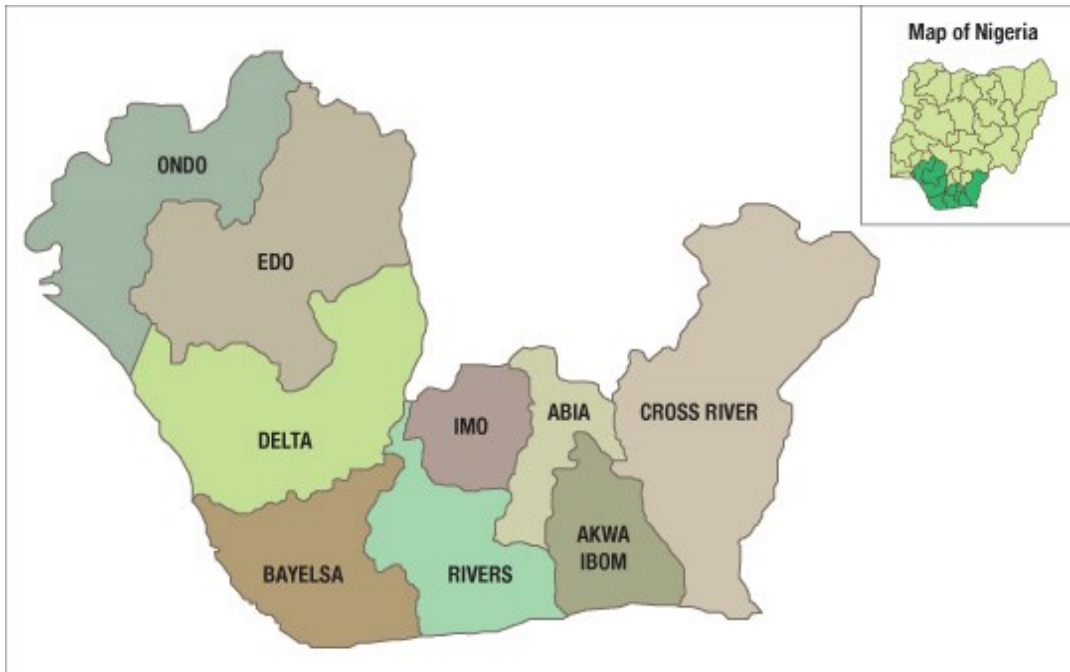 Map of Nigeria
ONDO
EDO
DELTA
IMO
ABIA
CROSS RIVER
AKWA
IBOM
BAYELSA
RIVERS